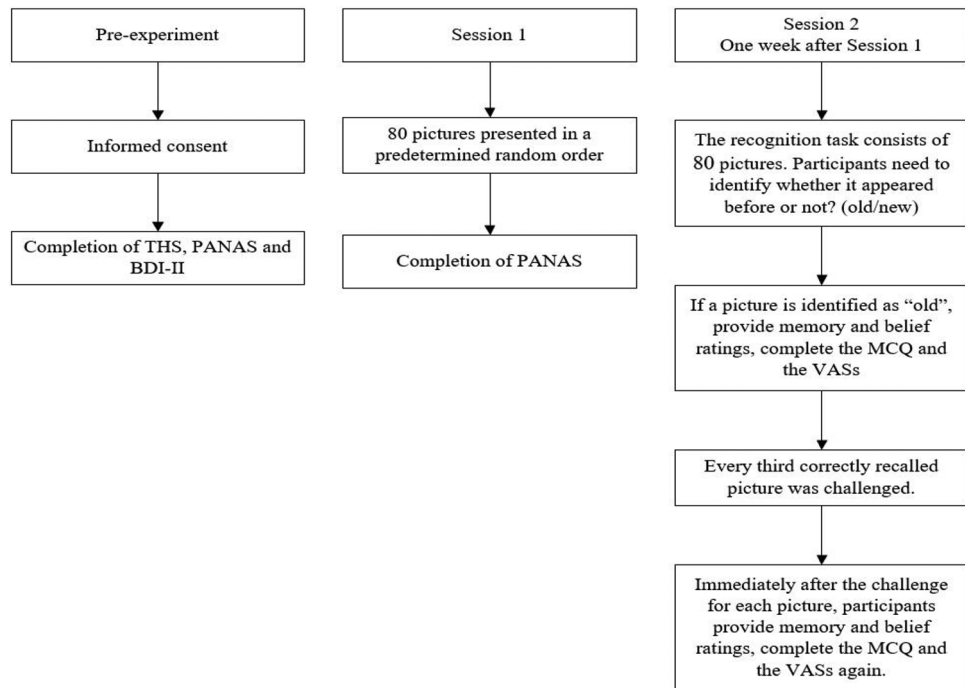 Pre-experiment
Informed consent
Completion of THS, PANAS and
BDI-II
Session 1
80 pictures presented in a
predetermined random order
Completion of PANAS
Session 2
One week after Session 1
The recognition task consists of
80 pictures. Participants need to
identify whether it appeared
before or not? (old/new)
If a picture is identified as “old”,
provide memory and belief
ratings, complete the MCQ and
the VASs
Every third correctly recalled
picture was challenged.
Immediately after the challenge
for each picture, participants
provide memory and belief
ratings, complete the MCQ and
the VASs again.